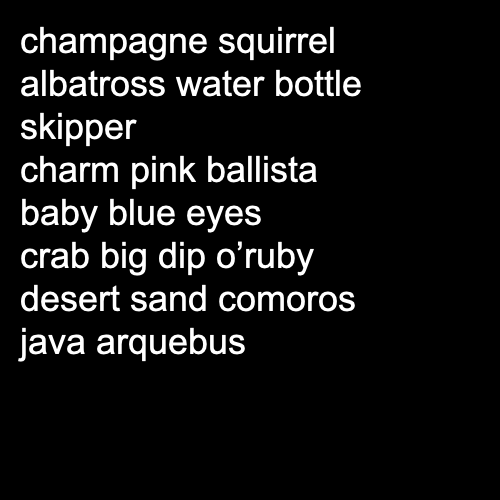 champagne squirrel
albatross water bottle
skipper
charm pink ballista
baby blue eyes
crab big dip o’ruby
desert sand comoros
java arquebus